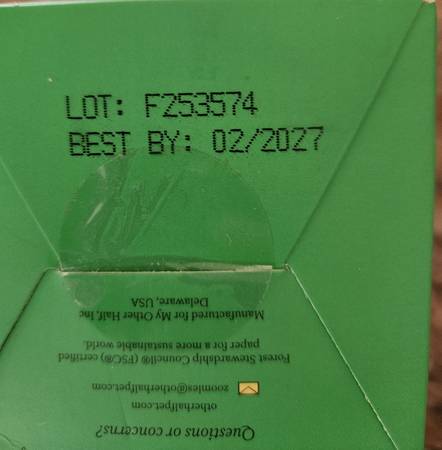 LOT: F253574
BEST BY: 02/2027
Questions or concerns?
otherhalfpet.com
zoomies@otherhalfpet.com
Forest Stewardship Council® (FSC®) certified
paper for a more sustainable world.
Manufactured for My Other Half, Inc
Delaware, USA